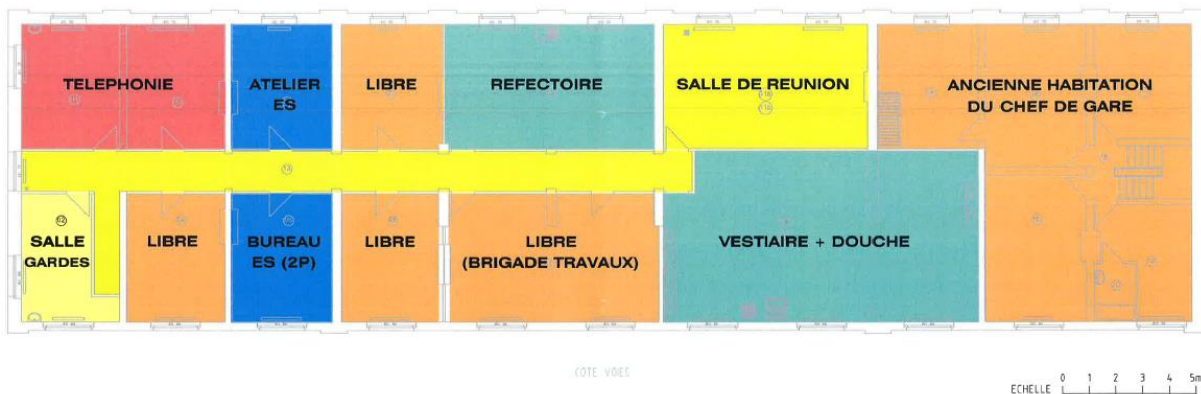 TELEPHONIE
ATELIER
ES
LIBRE
REFECTOIRE
SALLE DE REUNION
ANCIENNE HABITATION
DU CHEF DE GARE
SALLE
GARDES
LIBRE
BUREAU
ES (2P)
LIBRE
LIBRE
(BRIGADE TRAVAUX)
VESTIAIRE + DOUCHE
COTE VOIES
ECHELLE 0 1 2 3 4 5m